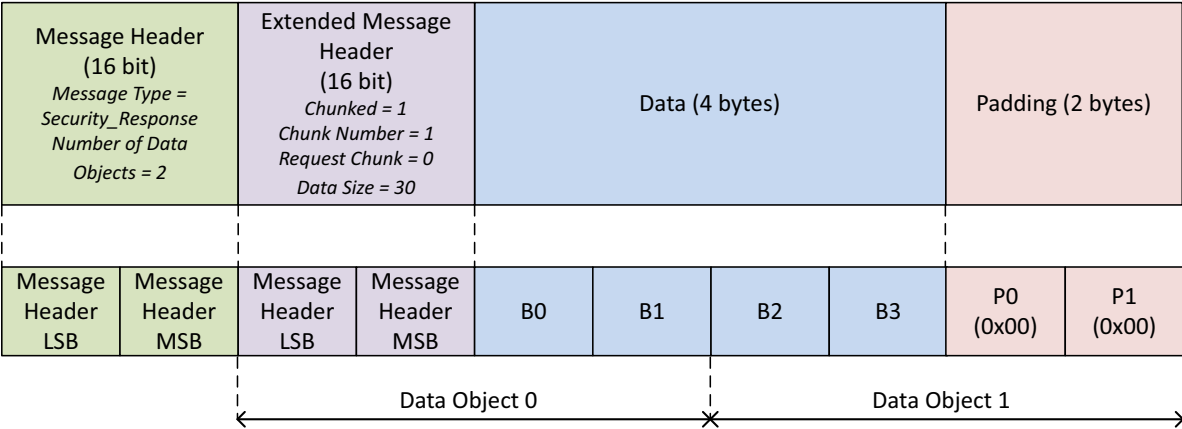 Message Header
(16 bit)
Message Type =
Security_Response
Number of Data
Objects = 2
Extended Message
Header
(16 bit)
Chunked = 1
Chunk Number = 1
Request Chunk = 0
Data Size = 30
Data (4 bytes)
Padding (2 bytes)
Message
Header
LSB
Message
Header
MSB
Message
Header
LSB
Message
Header
MSB
B0
B1
B2
B3
P0
(0x00)
P1
(0x00)
Data Object 0
Data Object 1